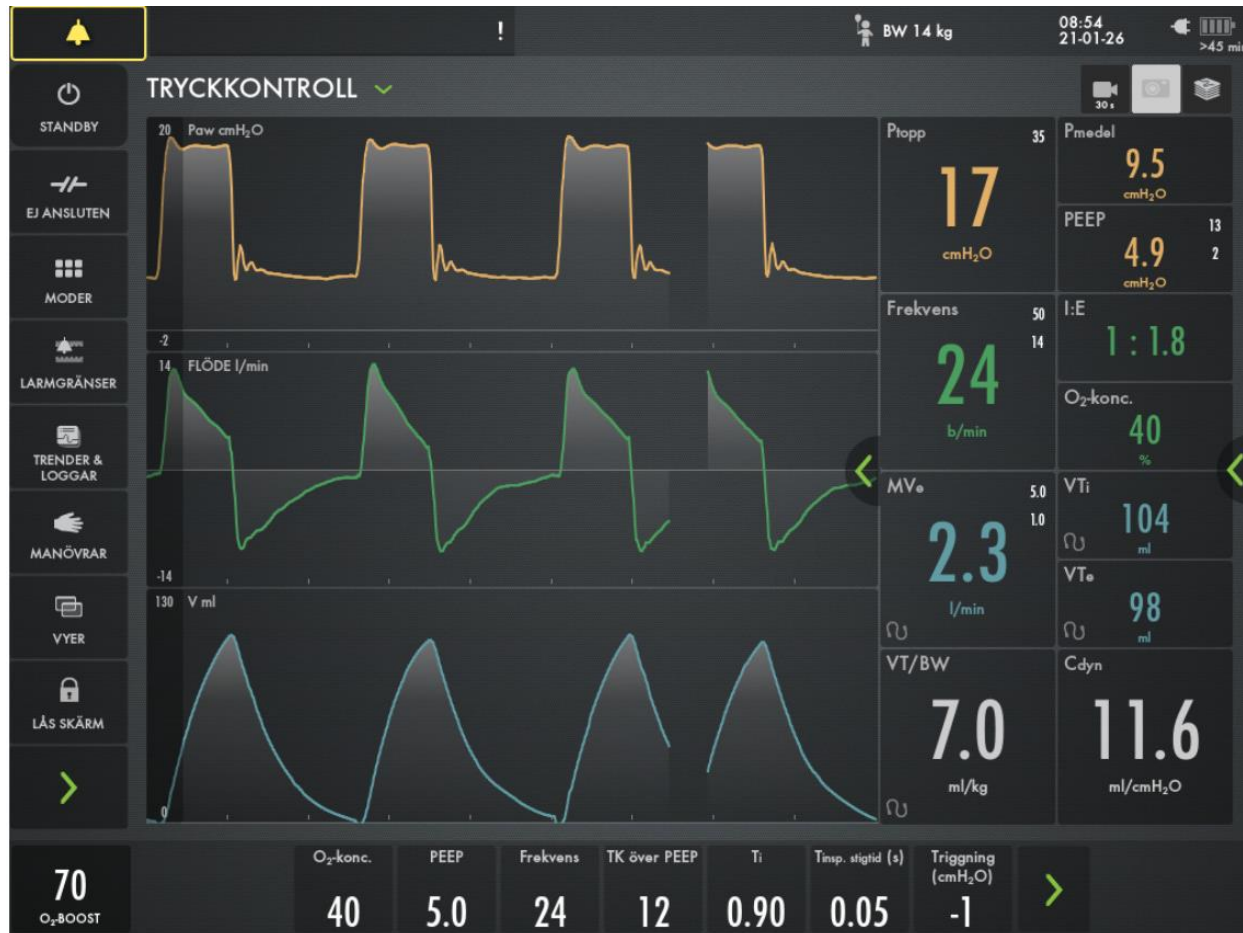 !
BW 14 kg
08:54
21-01-26
>45 min
STANDBY
EJ ANSLUTEN
MODER
LARMGRÄNSER
TRENDER &
LOGGAR
MANÖVRAR
VYER
LÅS SKÄRM
TRYCKKONTROLL
30 s
20 Paw cmH₂O
-2
14 FLÖDE l/min
-14
130 V ml
0
Ptopp 35
17
cmH₂O
Pmedel
9.5
cmH₂O
PEEP 13
4.9 2
cmH₂O
Frekvens 50
14
24
b/min
I:E
1 : 1.8
O₂-konc.
40
%
MVe 5.0
1.0
2.3
l/min
VTi
104
ml
VTe
98
ml
VT/BW
7.0
ml/kg
Cdyn
11.6
ml/cmH₂O
70
O₂-BOOST
O₂-konc.
40
PEEP
5.0
Frekvens
24
TK över PEEP
12
Ti
0.90
Tinsp. stigtid (s)
0.05
Triggning
(cmH₂O)
-1